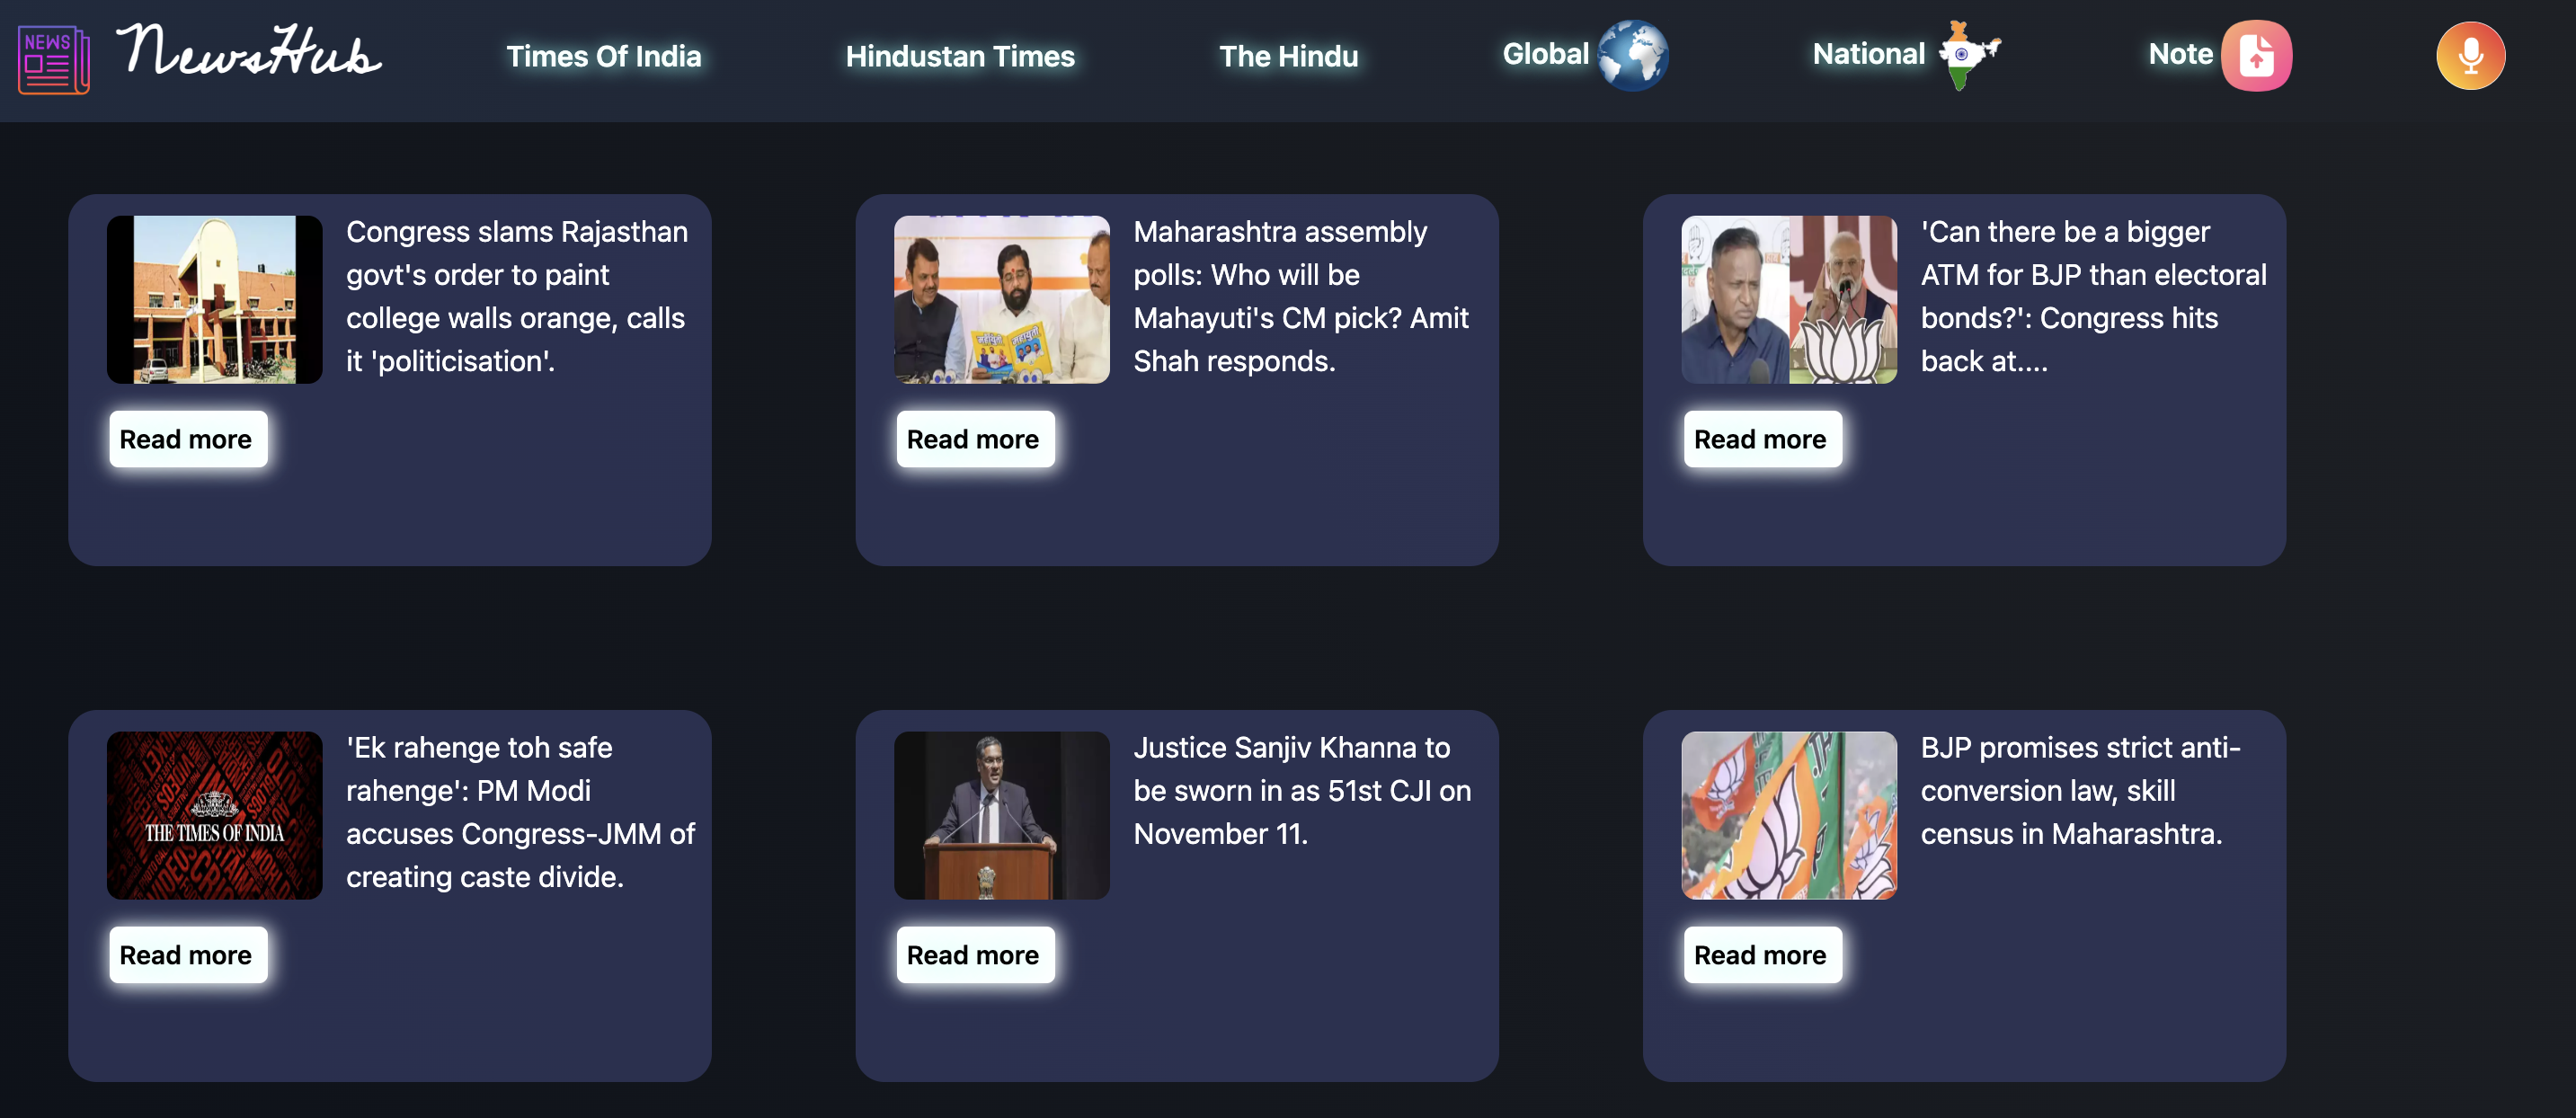 NEWS
NewsHub
Times Of India
Hindustan Times
The Hindu
Global
National
Note
Congress slams Rajasthan
govt's order to paint
college walls orange, calls
it 'politicisation'.
Read more
Maharashtra assembly
polls: Who will be
Mahayuti's CM pick? Amit
Shah responds.
Read more
'Can there be a bigger
ATM for BJP than electoral
bonds?': Congress hits
back at....
Read more
THE TIMES OF INDIA
'Ek rahenge toh safe
rahenge': PM Modi
accuses Congress-JMM of
creating caste divide.
Read more
Justice Sanjiv Khanna to
be sworn in as 51st CJI on
November 11.
Read more
BJP promises strict anti-
conversion law, skill
census in Maharashtra.
Read more